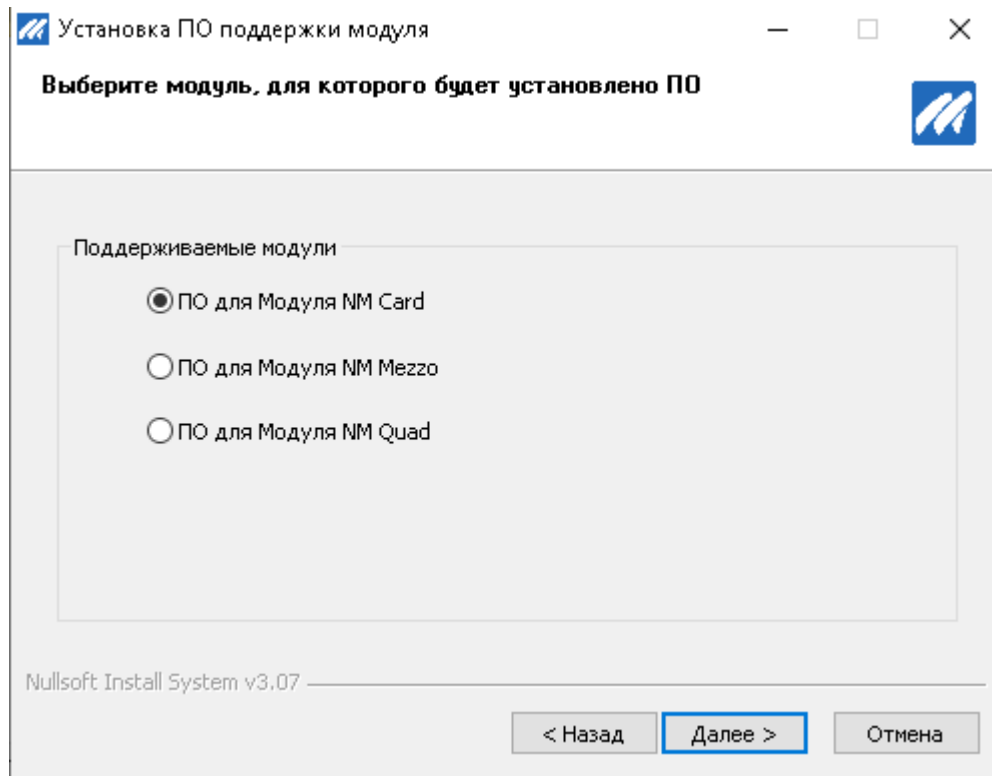 Установка ПО поддержки модуля
Выберите модуль, для которого будет установлено ПО
Поддерживаемые модули
ПО для Модуля NM Card
ПО для Модуля NM Mezzo
ПО для Модуля NM Quad
Nullsoft Install System v3.07
< Назад Далее > Отмена